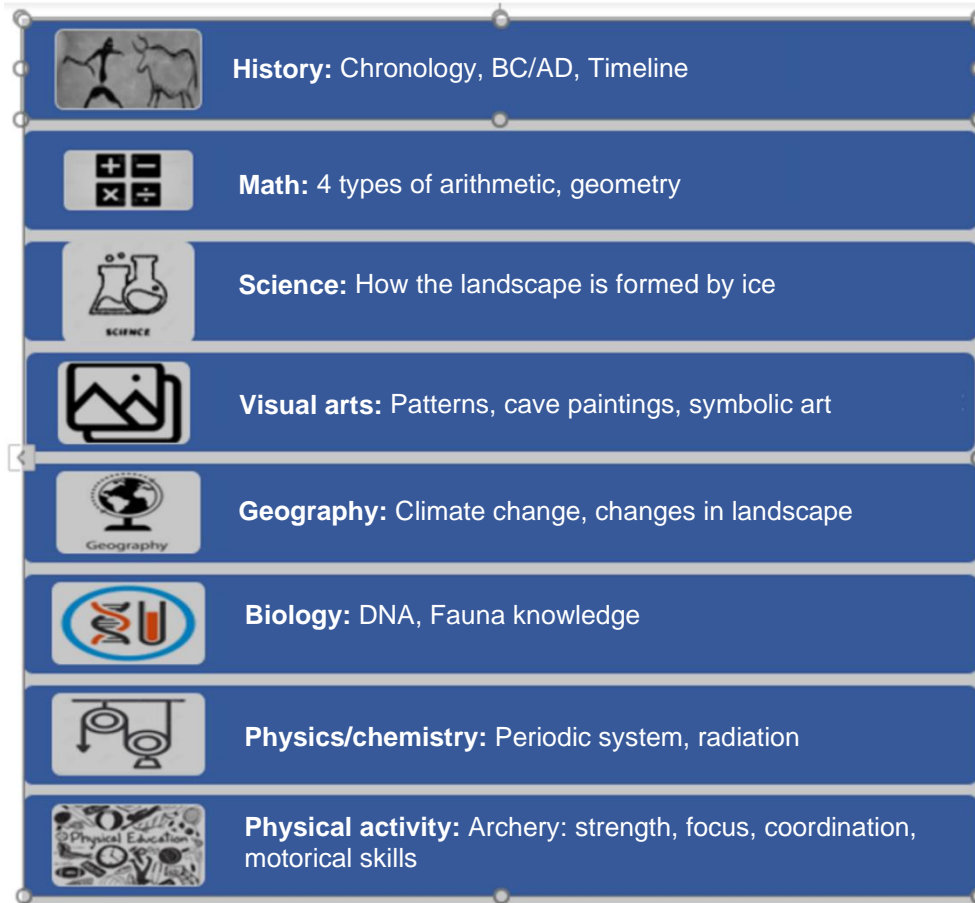 History: Chronology, BC/AD, Timeline
Math: 4 types of arithmetic, geometry
SCIENCE
Science: How the landscape is formed by ice
Visual arts: Patterns, cave paintings, symbolic art
Geography
Geography: Climate change, changes in landscape
Biology: DNA, Fauna knowledge
Physics/chemistry: Periodic system, radiation
Physical Education
Physical activity: Archery: strength, focus, coordination,
motorical skills